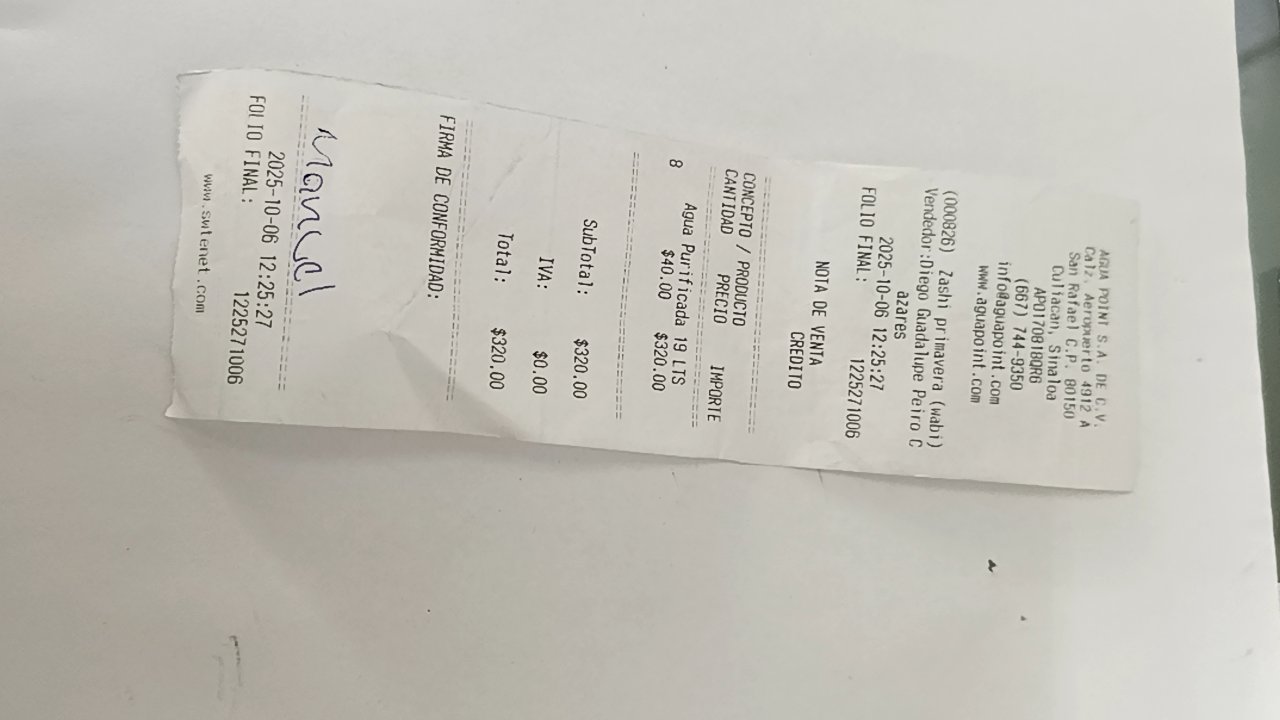 AGUA POINT S.A. DE C.V.
Calz. Aeropuerto 4912 A
San Rafael C.P. 80150
Culiacan, Sinaloa
APO170818QR6
(667) 744-9350
info@aguapoint.com
www.aguapoint.com
(000826) Zashi primavera (wabi)
Vendedor:Diego Guadalupe Peiro C
azares
2025-10-06 12:25:27
FOLIO FINAL: 1225271006
NOTA DE VENTA
CREDITO
CONCEPTO / PRODUCTO
CANTIDAD PRECIO IMPORTE
8 Agua Purificada 19 LTS
$40.00 $320.00
SubTotal: $320.00
IVA: $0.00
Total: $320.00
FIRMA DE CONFORMIDAD:
Manuel
2025-10-06 12:25:27
FOLIO FINAL: 1225271006
www.swtenet.com